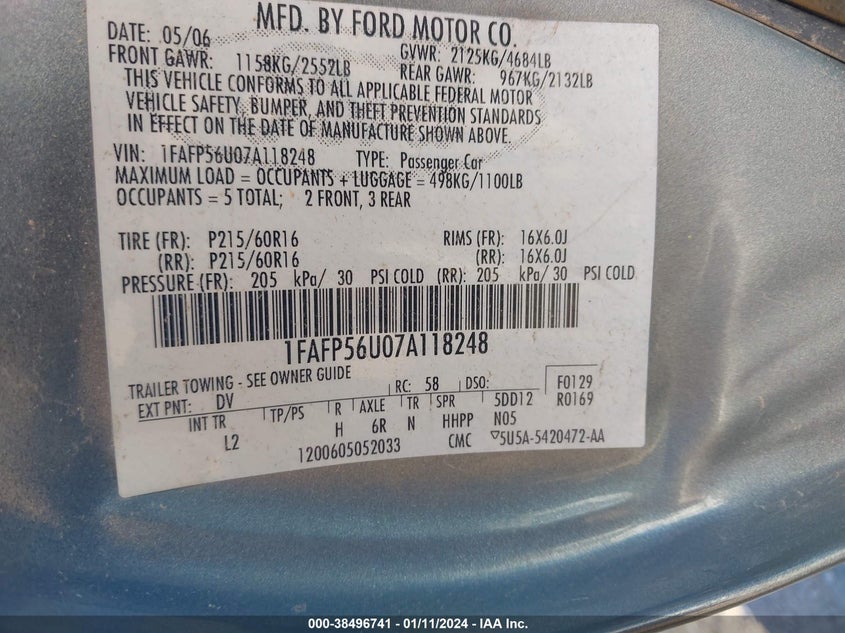 MFD. BY FORD MOTOR CO.
DATE: 05/06 GVWR: 2125KG/4684LB
FRONT GAWR: 1158KG/2552LB REAR GAWR: 967KG/2132LB
THIS VEHICLE CONFORMS TO ALL APPLICABLE FEDERAL MOTOR
VEHICLE SAFETY, BUMPER, AND THEFT PREVENTION STANDARDS
IN EFFECT ON THE DATE OF MANUFACTURE SHOWN ABOVE.
VIN: 1FAFP56U07A118248 TYPE: Passenger Car
MAXIMUM LOAD = OCCUPANTS + LUGGAGE = 498KG/1100LB
OCCUPANTS = 5 TOTAL; 2 FRONT, 3 REAR
TIRE (FR): P215/60R16 RIMS (FR): 16X6.0J
(RR): P215/60R16 (RR): 16X6.0J
PRESSURE (FR): 205 kPa/ 30 PSI COLD (RR): 205 kPa/ 30 PSI COLD
1FAFP56U07A118248
TRAILER TOWING - SEE OWNER GUIDE
RC: 58 DSO: F0129
EXT PNT: DV 5DD12 R0169
INT TR TP/PS R AXLE TR SPR
L2 H 6R N HHPP N05
1200605052033 CMC 5U5A-5420472-AA
000-38496741 - 01/11/2024 - IAA Inc.